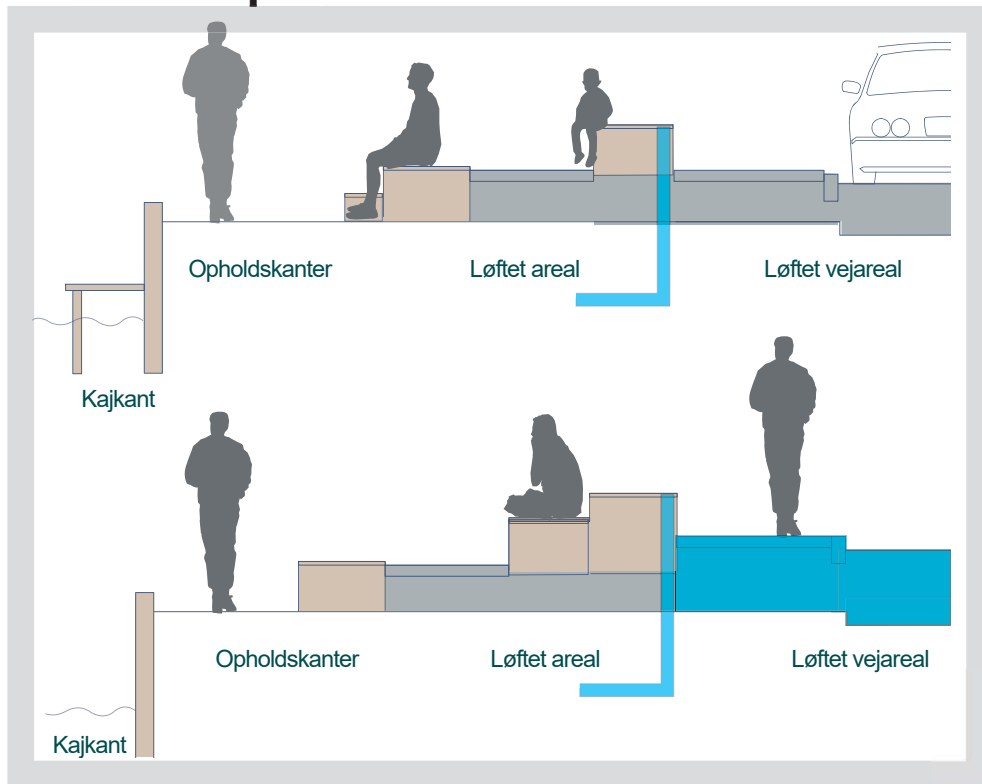 Opholdskanter
Løftet areal
Løftet vejareal
Kajkant
Opholdskanter
Løftet areal
Løftet vejareal
Kajkant